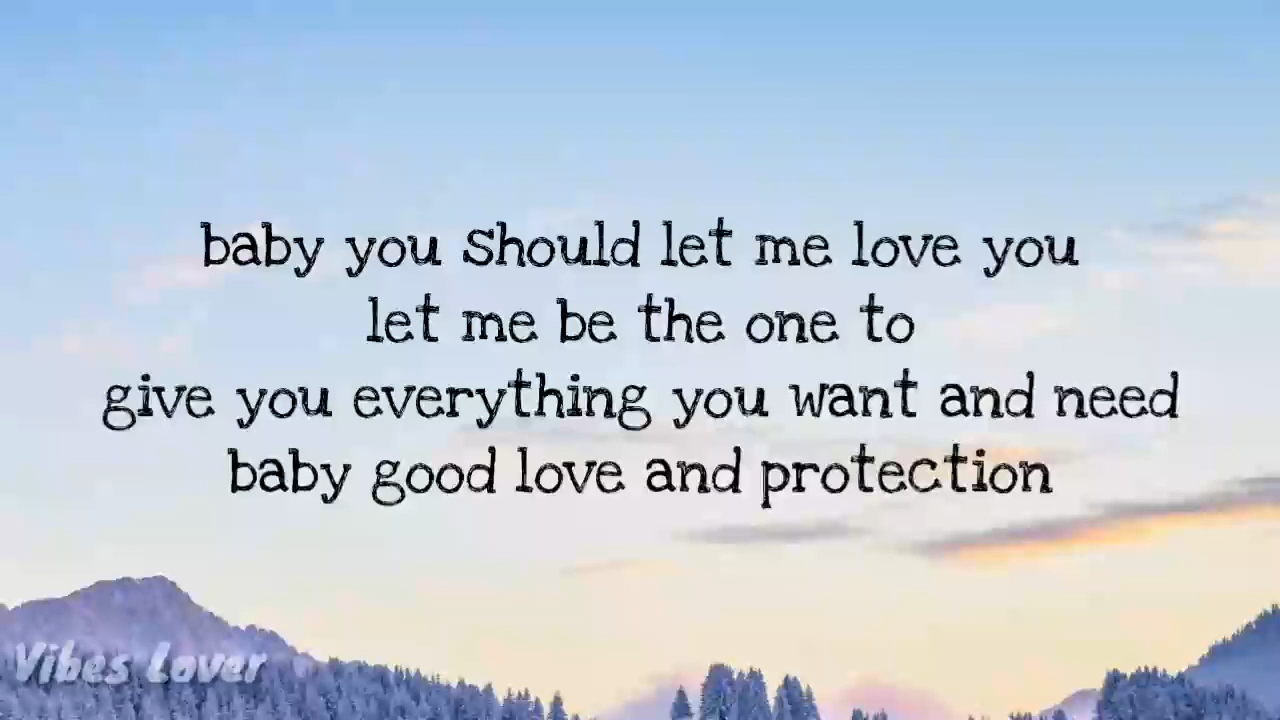 baby you should let me love you
let me be the one to
give you everything you want and need
baby good love and protection
Vibes Lover